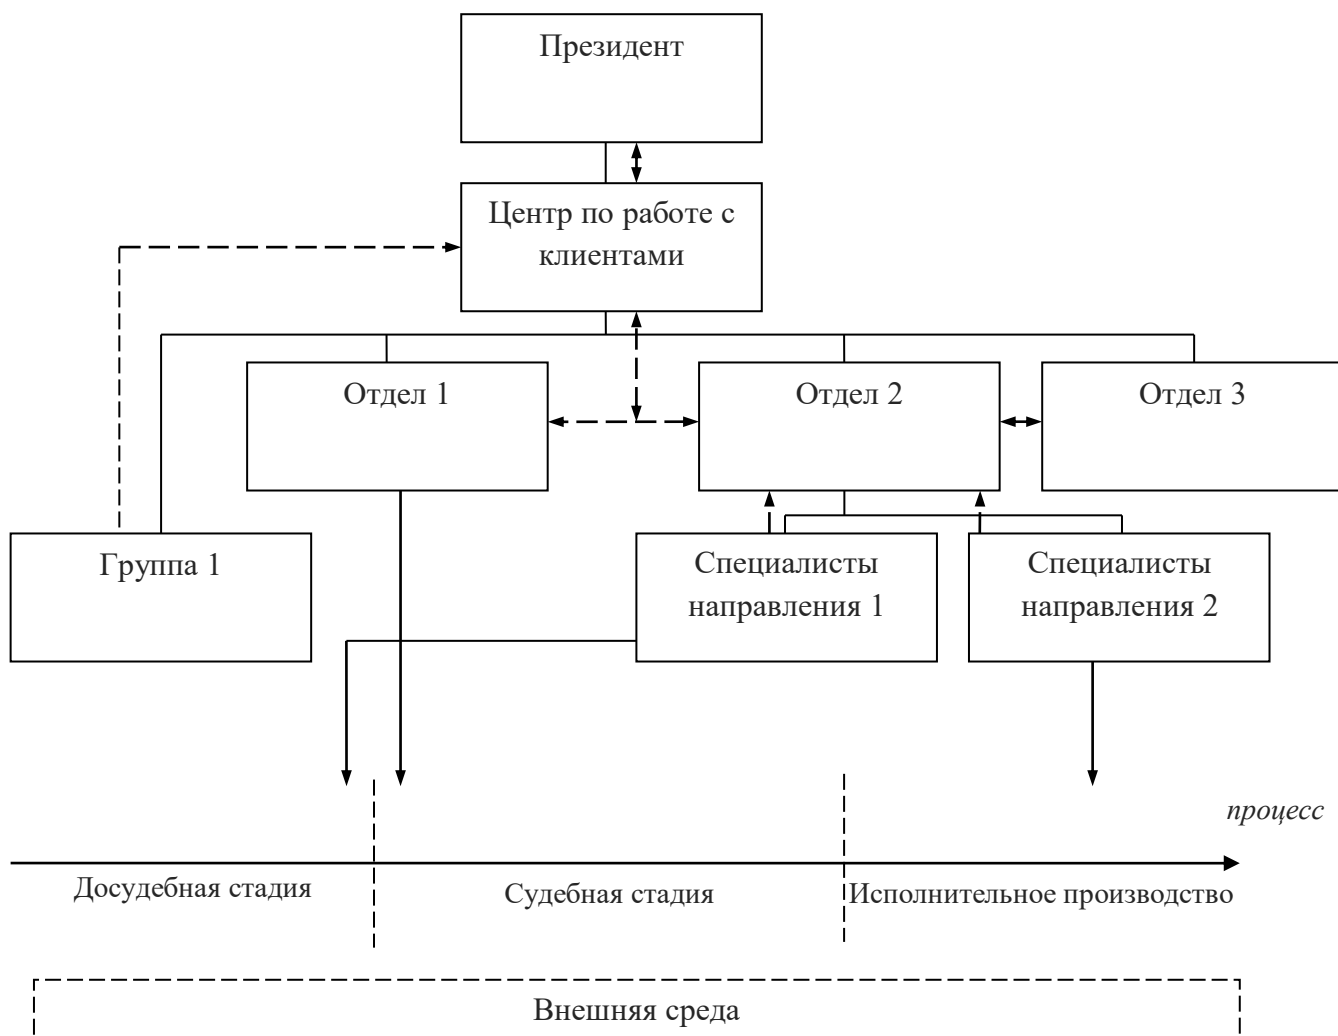 Президент
Центр по работе с
клиентами
Отдел 1
Отдел 2
Отдел 3
Группа 1
Специалисты
направления 1
Специалисты
направления 2
процесс
Досудебная стадия
Судебная стадия
Исполнительное производство
Внешняя среда